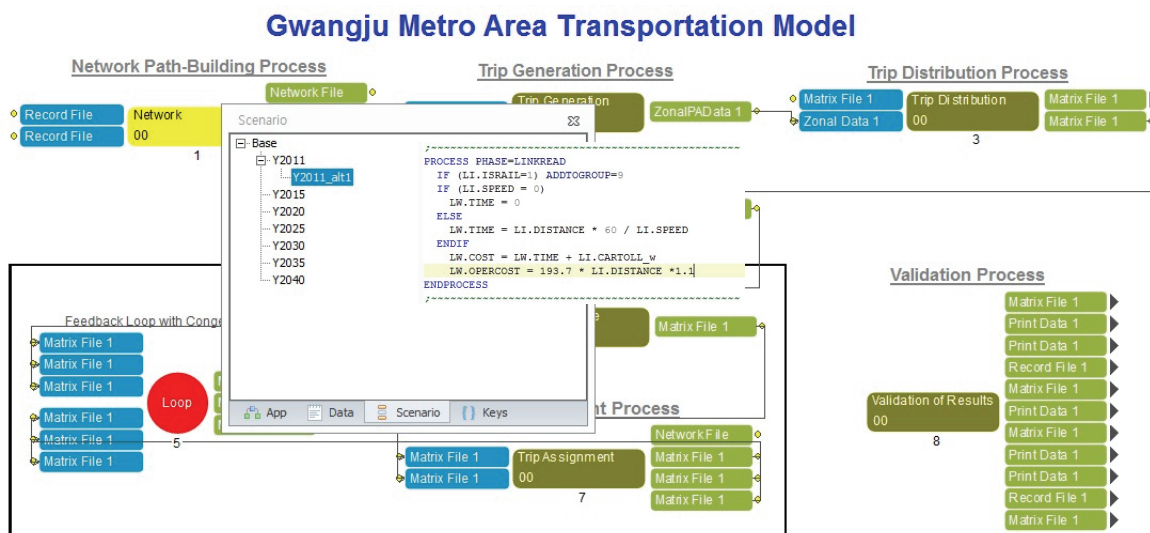 Gwangju Metro Area Transportation Model
Network Path-Building Process
Network File
Record File
Record File
Network
00
1
Trip Generation Process
Trip Generation
ZonalPAData 1
Trip Distribution Process
Matrix File 1
Zonal Data 1
Trip Distribution
00
Matrix File 1
Matrix File 1
3
Scenario
Base
Y2011
Y2011_alt1
Y2015
Y2020
Y2025
Y2030
Y2035
Y2040
App
Data
Scenario
Keys
PROCESS PHASE=LINKREAD
IF (LI.ISRAIL=1) ADDTOGROUP=9
IF (LI.SPEED = 0)
LW.TIME = 0
ELSE
LW.TIME = LI.DISTANCE * 60 / LI.SPEED
ENDIF
LW.COST = LW.TIME + LI.CARTOLL_w
LW.OPERCOST = 193.7 * LI.DISTANCE *1.1
ENDPROCESS
Feedback Loop with Conge
Matrix File 1
Matrix File 1
Matrix File 1
Matrix File 1
Matrix File 1
Matrix File 1
Loop
5
Matrix File 1
Process
Matrix File 1
Matrix File 1
Trip Assignment
00
7
Network File
Matrix File 1
Matrix File 1
Matrix File 1
Validation Process
Validation of Results
00
8
Matrix File 1
Print Data 1
Print Data 1
Record File 1
Matrix File 1
Print Data 1
Matrix File 1
Print Data 1
Print Data 1
Record File 1
Matrix File 1